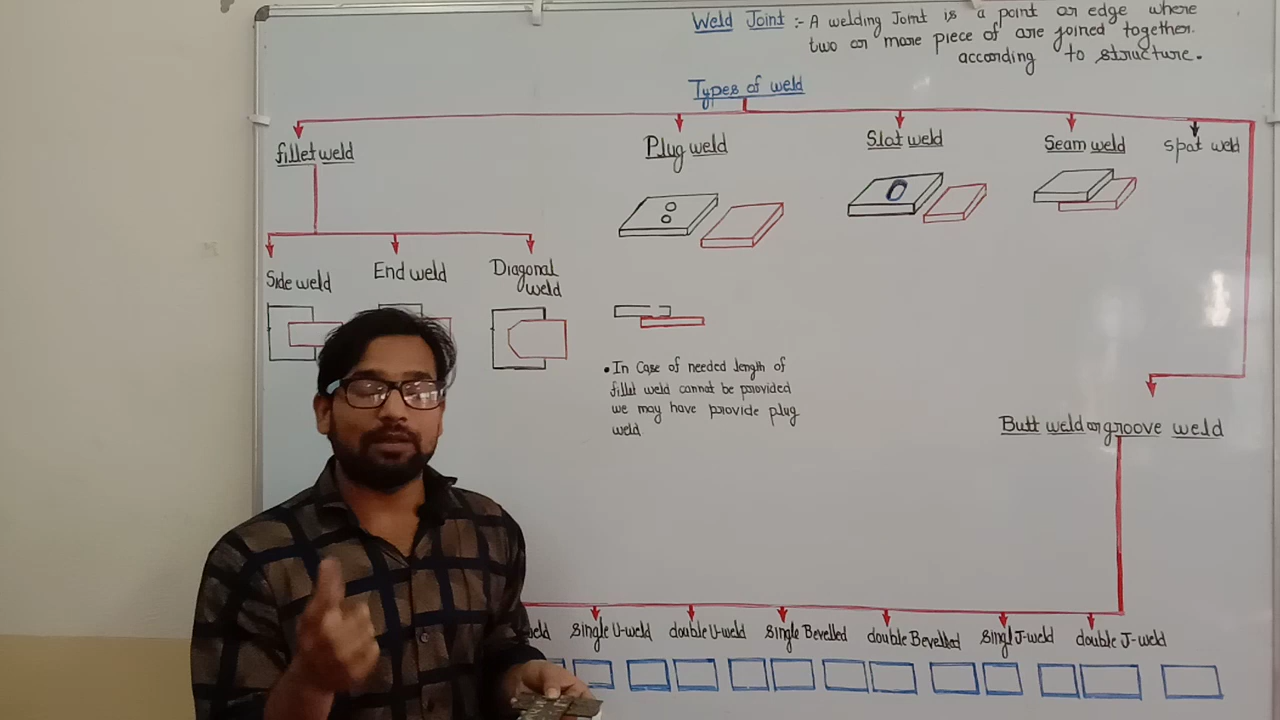 Weld Joint :- A welding Joint is a point or edge where
two or more piece of are joined together.
according to structure.
Types of weld
fillet weld
Plug weld
Slot weld
Seam weld
spot weld
Side weld
End weld
Diagonal
weld
• In Case of needed length of
fillet weld cannot be provided
we may have provide plug
weld.
Butt weld or groove weld
single U-weld
double U-weld
single Bevelled
double Bevelled
singl J-weld
double J-weld